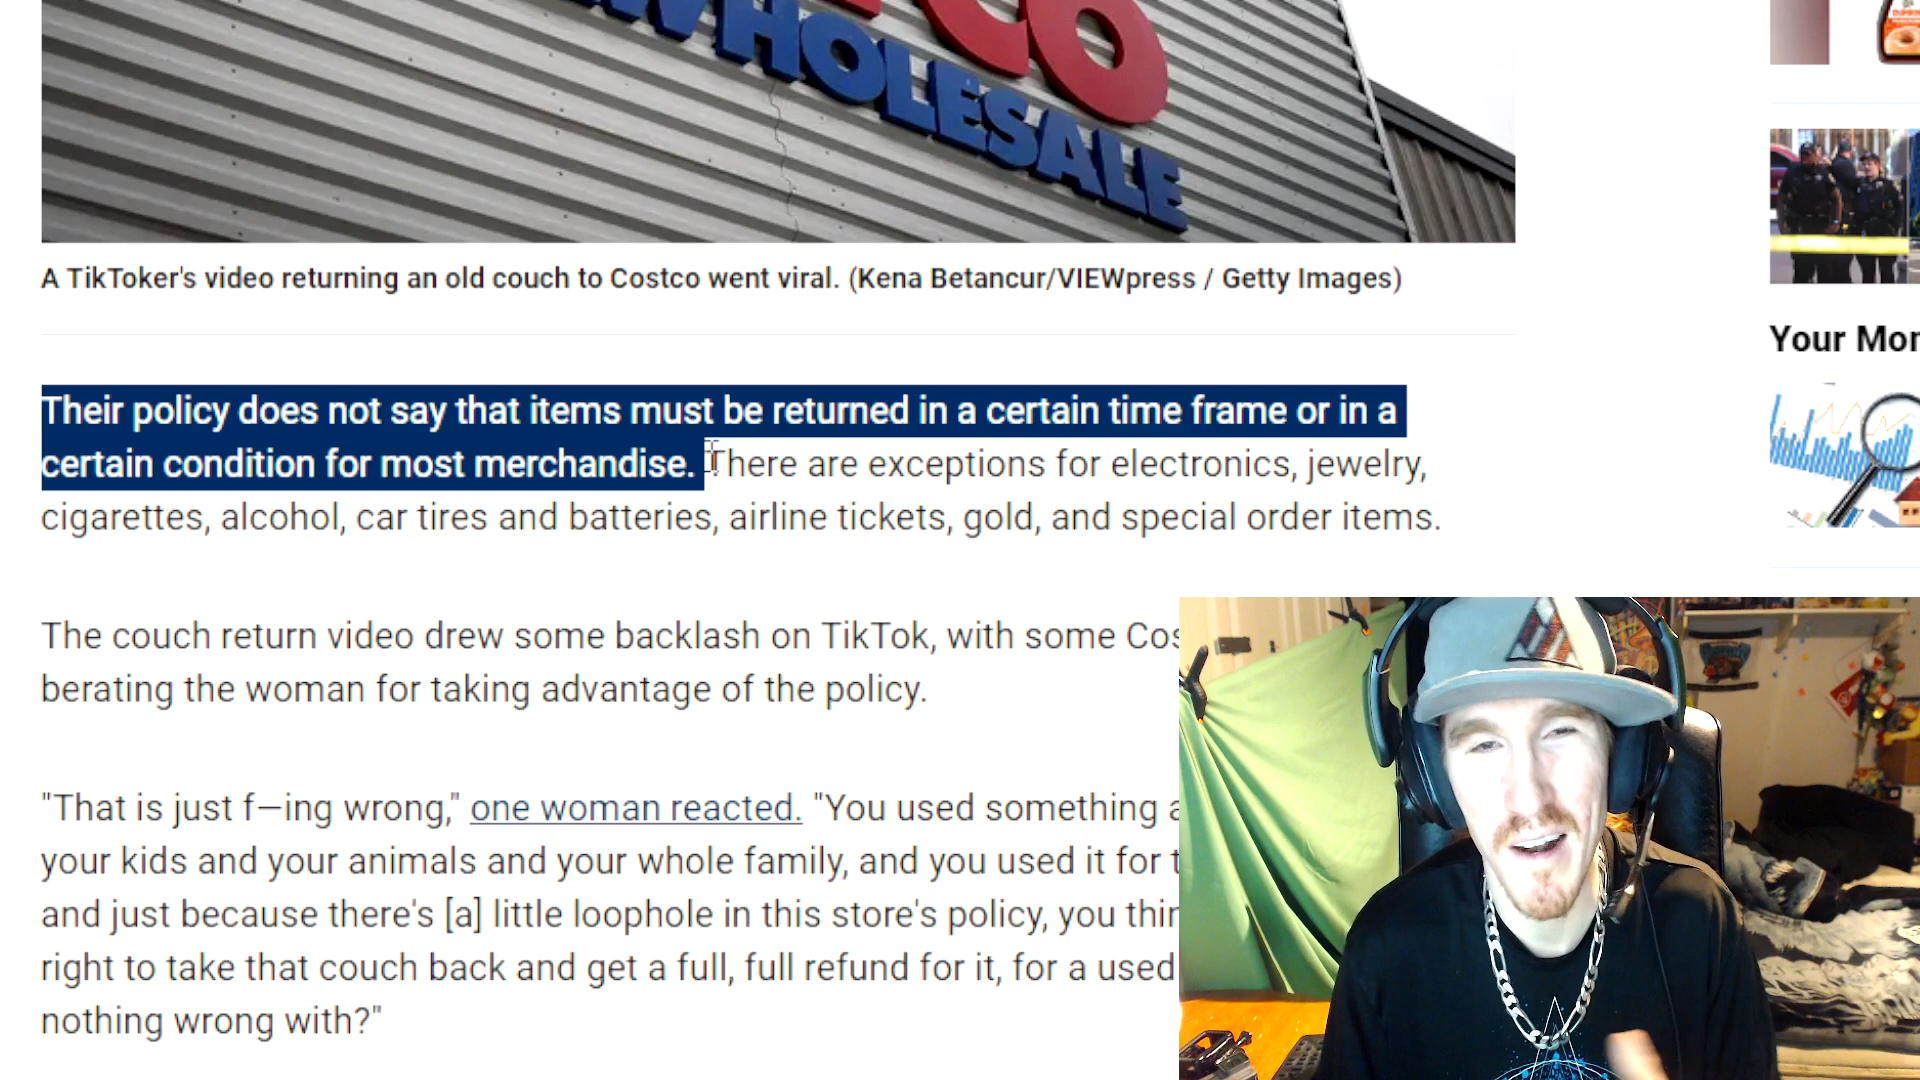 WHOLESALE
A TikToker's video returning an old couch to Costco went viral. (Kena Betancur/VIEWpress / Getty Images)
Their policy does not say that items must be returned in a certain time frame or in a
certain condition for most merchandise. There are exceptions for electronics, jewelry,
cigarettes, alcohol, car tires and batteries, airline tickets, gold, and special order items.
The couch return video drew some backlash on TikTok, with some Cos
berating the woman for taking advantage of the policy.
"That is just f—ing wrong," one woman reacted. "You used something a
your kids and your animals and your whole family, and you used it for t
and just because there's [a] little loophole in this store's policy, you thin
right to take that couch back and get a full, full refund for it, for a used
nothing wrong with?"
Your Mon